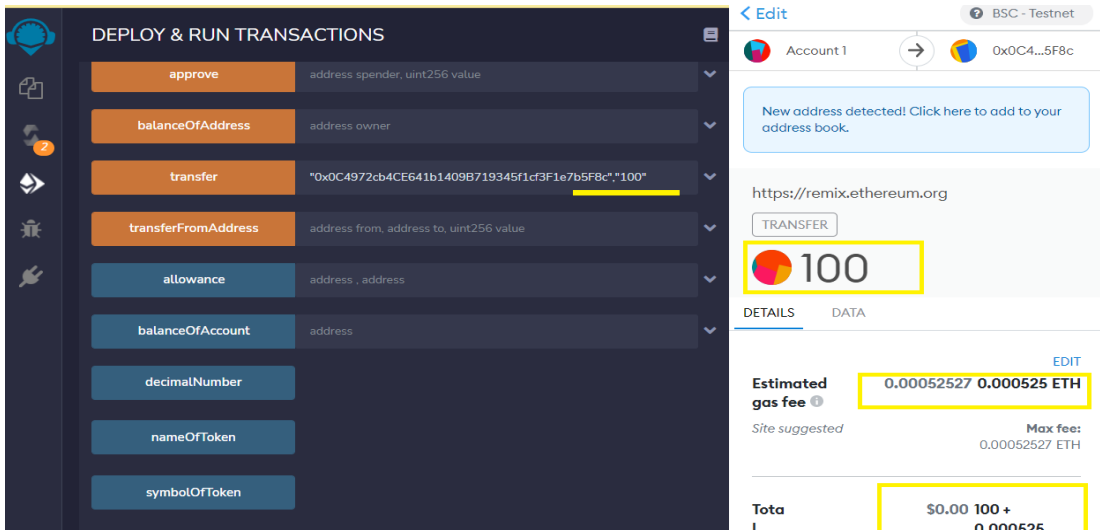 DEPLOY & RUN TRANSACTIONS
approve address spender, uint256 value
balanceOfAddress address owner
2
transfer "0x0C4972cb4CE641b1409B719345f1cf3F1e7b5F8c","100"
transferFromAddress address from, address to, uint256 value
allowance address , address
balanceOfAccount address
decimalNumber
nameOfToken
symbolOfToken
< Edit
? BSC - Testnet
Account 1
0x0C4...5F8c
New address detected! Click here to add to your
address book.
https://remix.ethereum.org
TRANSFER
100
DETAILS DATA
EDIT
Estimated 0.00052527 0.000525 ETH
gas fee i
Site suggested Max fee:
0.00052527 ETH
Tota $0.00 100 +
l 0.000525